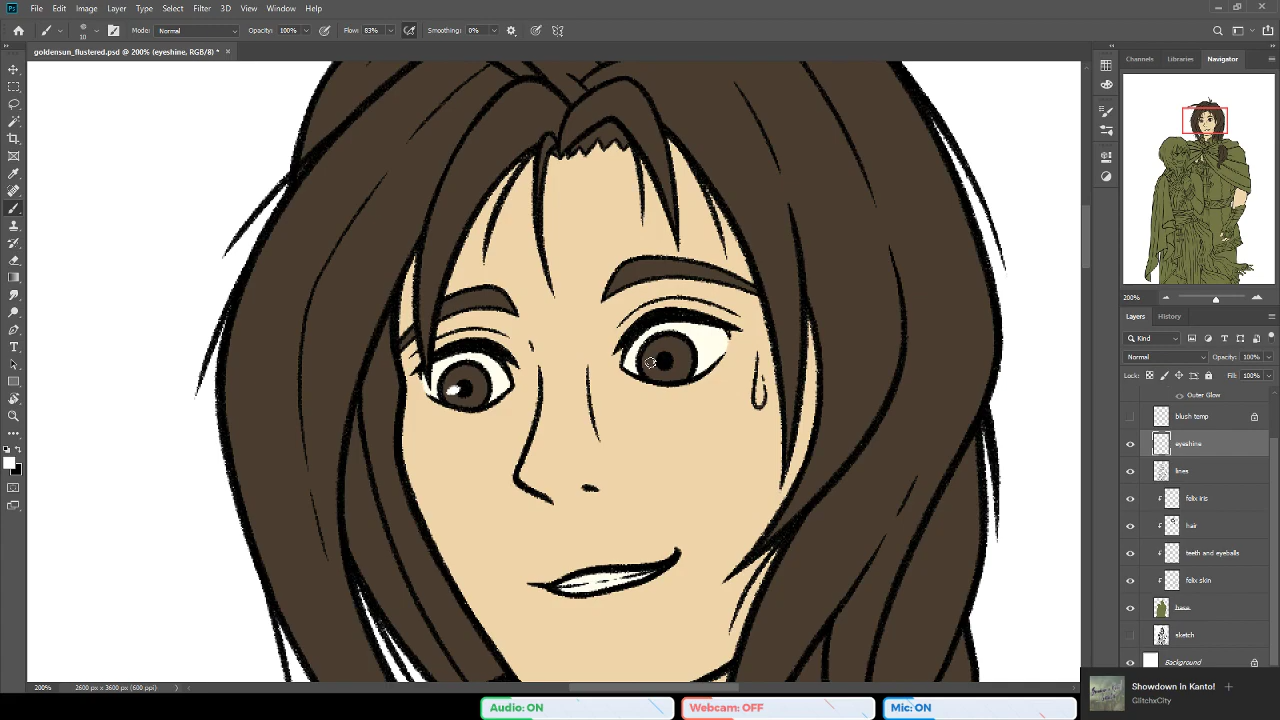 Ps File Edit Image Layer Type Select Filter 3D View Window Help
10 Mode: Normal Opacity: 100% Flow: 83% Smoothing: 0%
goldensun_flustered.psd @ 200% (eyeshine, RGB/8) * ×
Channels Libraries Navigator
200%
Layers History
Kind
Normal Opacity: 100%
Lock: Fill: 100%
Outer Glow
blush temp
eyeshine
lines
felix iris
hair
teeth and eyeballs
felix skin
base
sketch
Background
200% 2600 px x 3600 px (600 ppi)
Showdown in Kanto!
GlitchxCity
Audio: ON Webcam: OFF Mic: ON